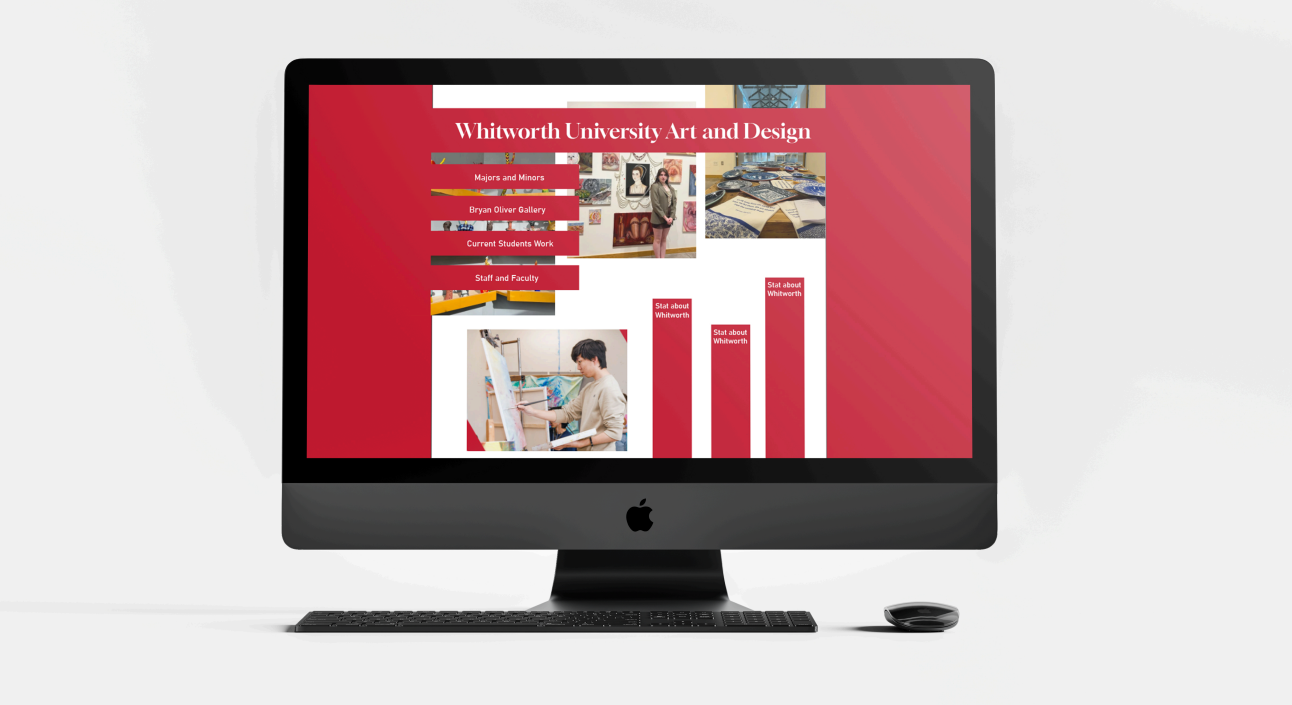 Whitworth University Art and Design
Majors and Minors
Bryan Oliver Gallery
Current Students Work
Staff and Faculty
Stat about
Whitworth
Stat about
Whitworth
Stat about
Whitworth